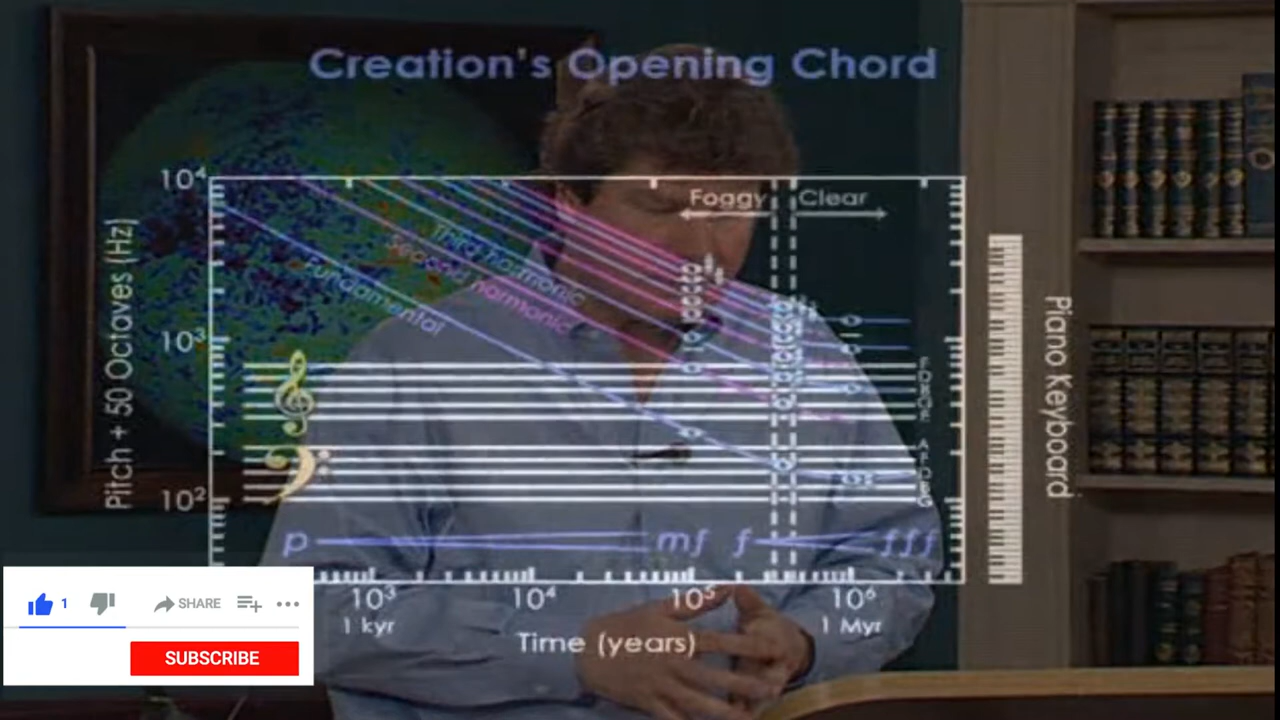 Creation's Opening Chord
10⁴
Foggy
Clear
Pitch + 50 Octaves (Hz)
Third harmonic
Second harmonic
Fundamental
10³
10²
Piano Keyboard
p mf f fff
10³ 10⁴ 10⁵ 10⁶
1 kyr 1 Myr
Time (years)
1 SHARE
SUBSCRIBE